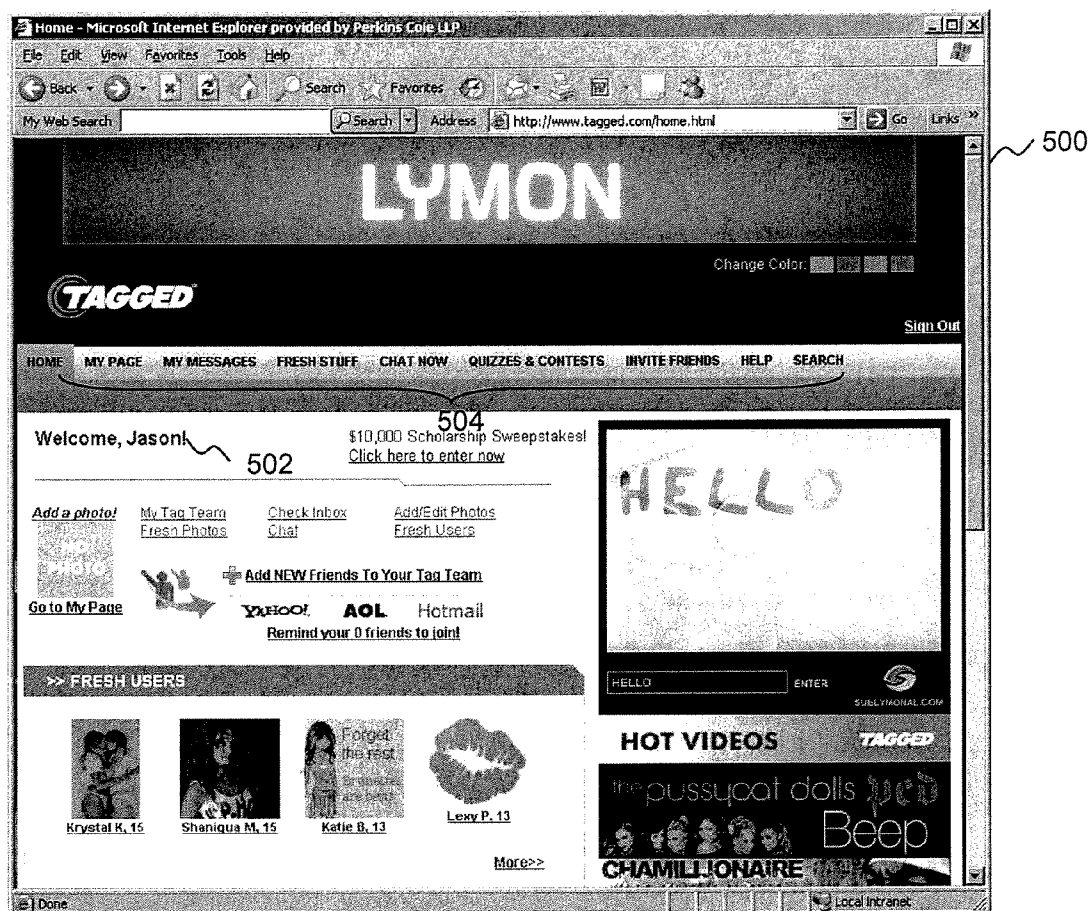 Home - Microsoft Internet Explorer provided by Perkins Coie LLP
File Edit View Favorites Tools Help
Back Search Favorites
My Web Search Search Address http://www.tagged.com/home.html Go Links »
500
LYMON
Change Color:
TAGGED
Sign Out
HOME MY PAGE MY MESSAGES FRESH STUFF CHAT NOW QUIZZES & CONTESTS INVITE FRIENDS HELP SEARCH
504
Welcome, Jason!
502
$10,000 Scholarship Sweepstakes!
Click here to enter now
HELLO
Add a photo! My Tag Team Check Inbox Add/Edit Photos
Fresh Photos Chat Fresh Users
NO PHOTO
Add NEW Friends To Your Tag Team
Go to My Page
YAHOO! AOL Hotmail
Remind your 0 friends to join!
HELLO ENTER
SUBLYMONAL.COM
>> FRESH USERS
HOT VIDEOS TAGGED
Forget
the rest
are best
Krystal K, 15 Shaniqua M, 15 Katie B, 13 Lexy P, 13
the pussycat dolls pcd
Beep
More>>
CHAMILLIONAIRE
Done Local intranet